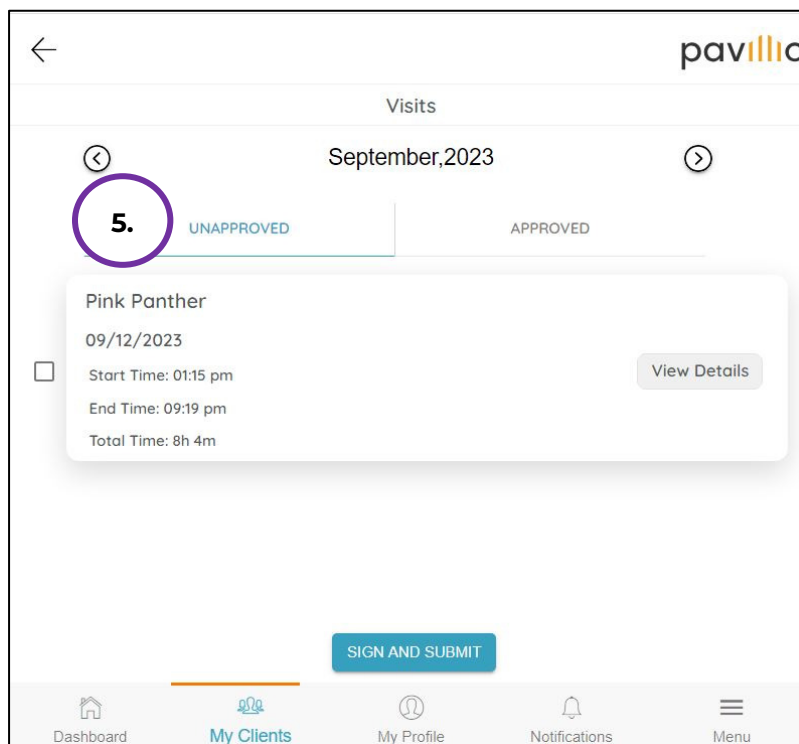 pavillio
Visits
September,2023
5.
UNAPPROVED
APPROVED
Pink Panther
09/12/2023
Start Time: 01:15 pm
View Details
End Time: 09:19 pm
Total Time: 8h 4m
SIGN AND SUBMIT
Dashboard
My Clients
My Profile
Notifications
Menu